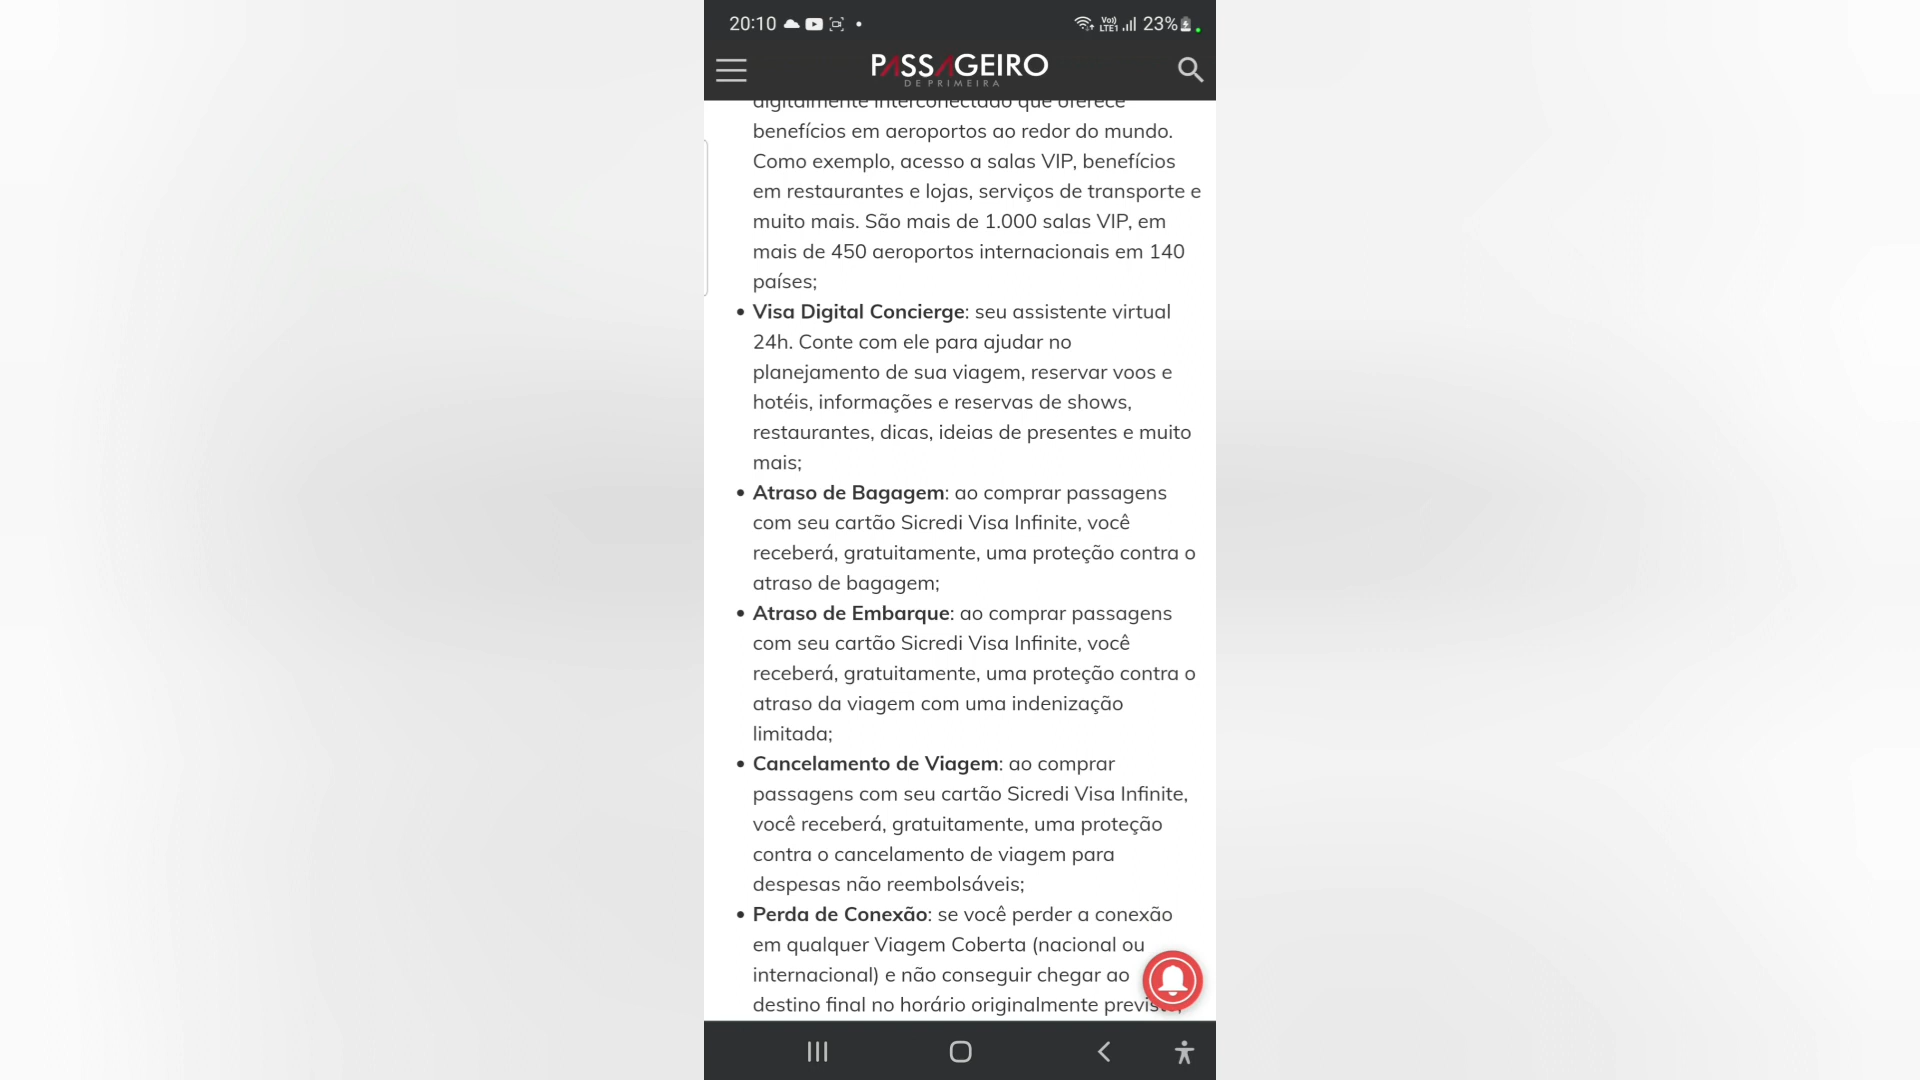 20:10
Vo)) LTE1 23%
PASSAGEIRO
DE PRIMEIRA
digitalmente interconectado que oferece
benefícios em aeroportos ao redor do mundo.
Como exemplo, acesso a salas VIP, benefícios
em restaurantes e lojas, serviços de transporte e
muito mais. São mais de 1.000 salas VIP, em
mais de 450 aeroportos internacionais em 140
países;
• Visa Digital Concierge: seu assistente virtual
24h. Conte com ele para ajudar no
planejamento de sua viagem, reservar voos e
hotéis, informações e reservas de shows,
restaurantes, dicas, ideias de presentes e muito
mais;
• Atraso de Bagagem: ao comprar passagens
com seu cartão Sicredi Visa Infinite, você
receberá, gratuitamente, uma proteção contra o
atraso de bagagem;
• Atraso de Embarque: ao comprar passagens
com seu cartão Sicredi Visa Infinite, você
receberá, gratuitamente, uma proteção contra o
atraso da viagem com uma indenização
limitada;
• Cancelamento de Viagem: ao comprar
passagens com seu cartão Sicredi Visa Infinite,
você receberá, gratuitamente, uma proteção
contra o cancelamento de viagem para
despesas não reembolsáveis;
• Perda de Conexão: se você perder a conexão
em qualquer Viagem Coberta (nacional ou
internacional) e não conseguir chegar ao
destino final no horário originalmente previsto,